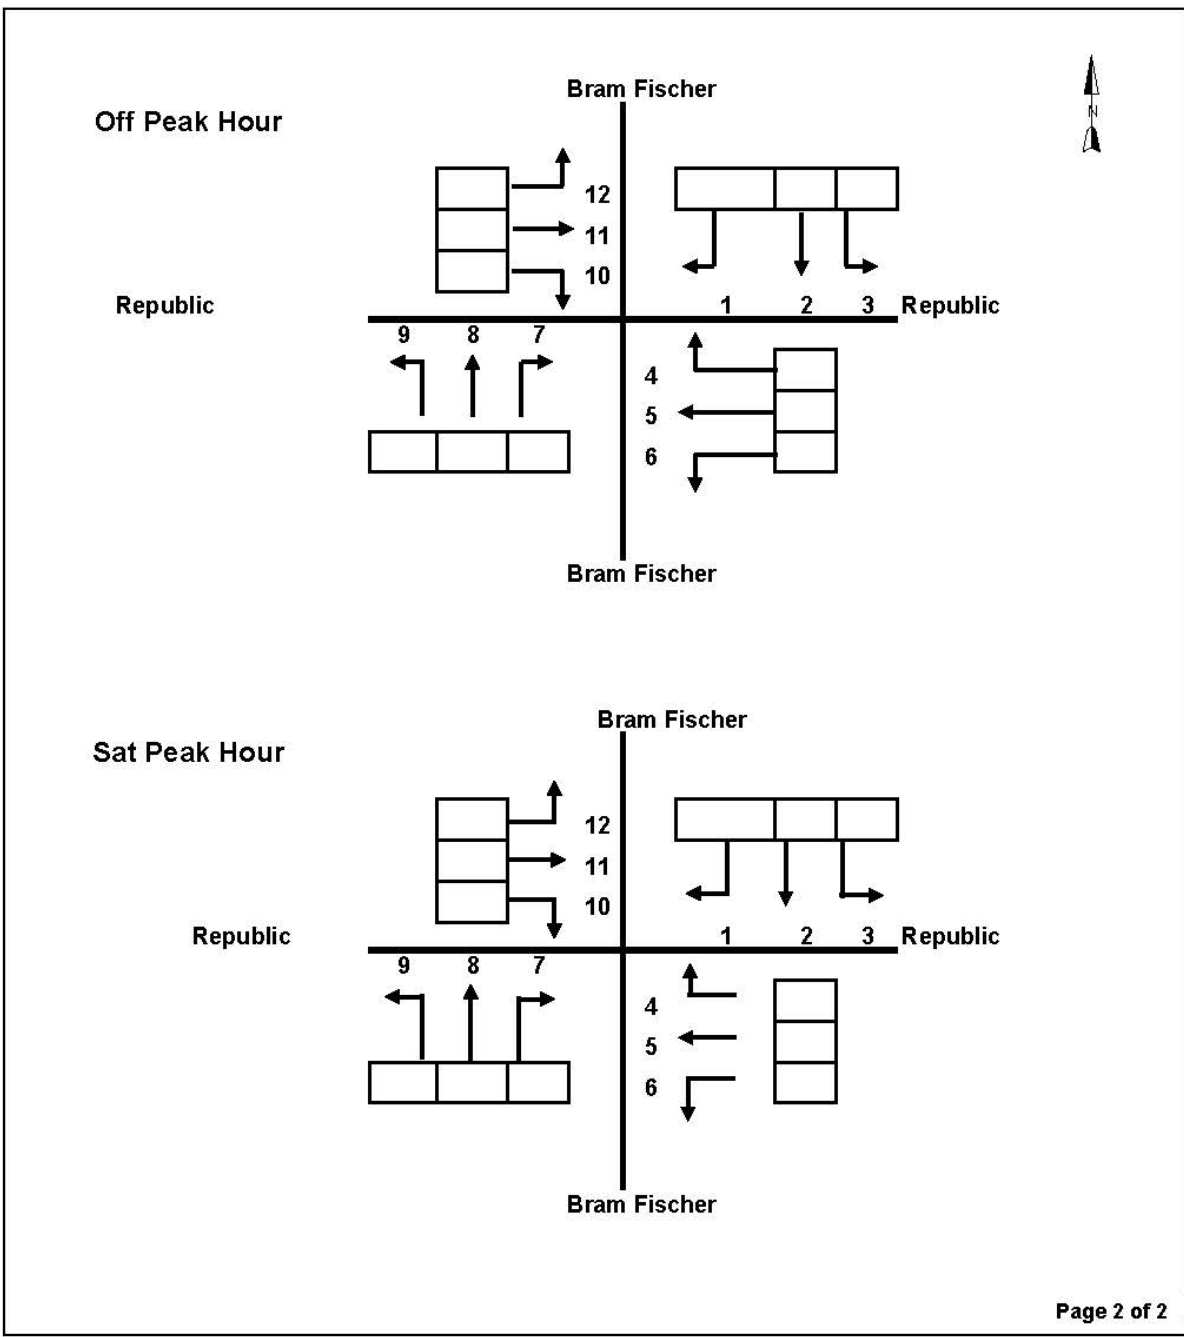 Bram Fischer
Off Peak Hour
N
12
11
10
Republic
1 2 3 Republic
9 8 7
4
5
6
Bram Fischer
Bram Fischer
Sat Peak Hour
12
11
10
Republic
1 2 3 Republic
9 8 7
4
5
6
Bram Fischer
Page 2 of 2